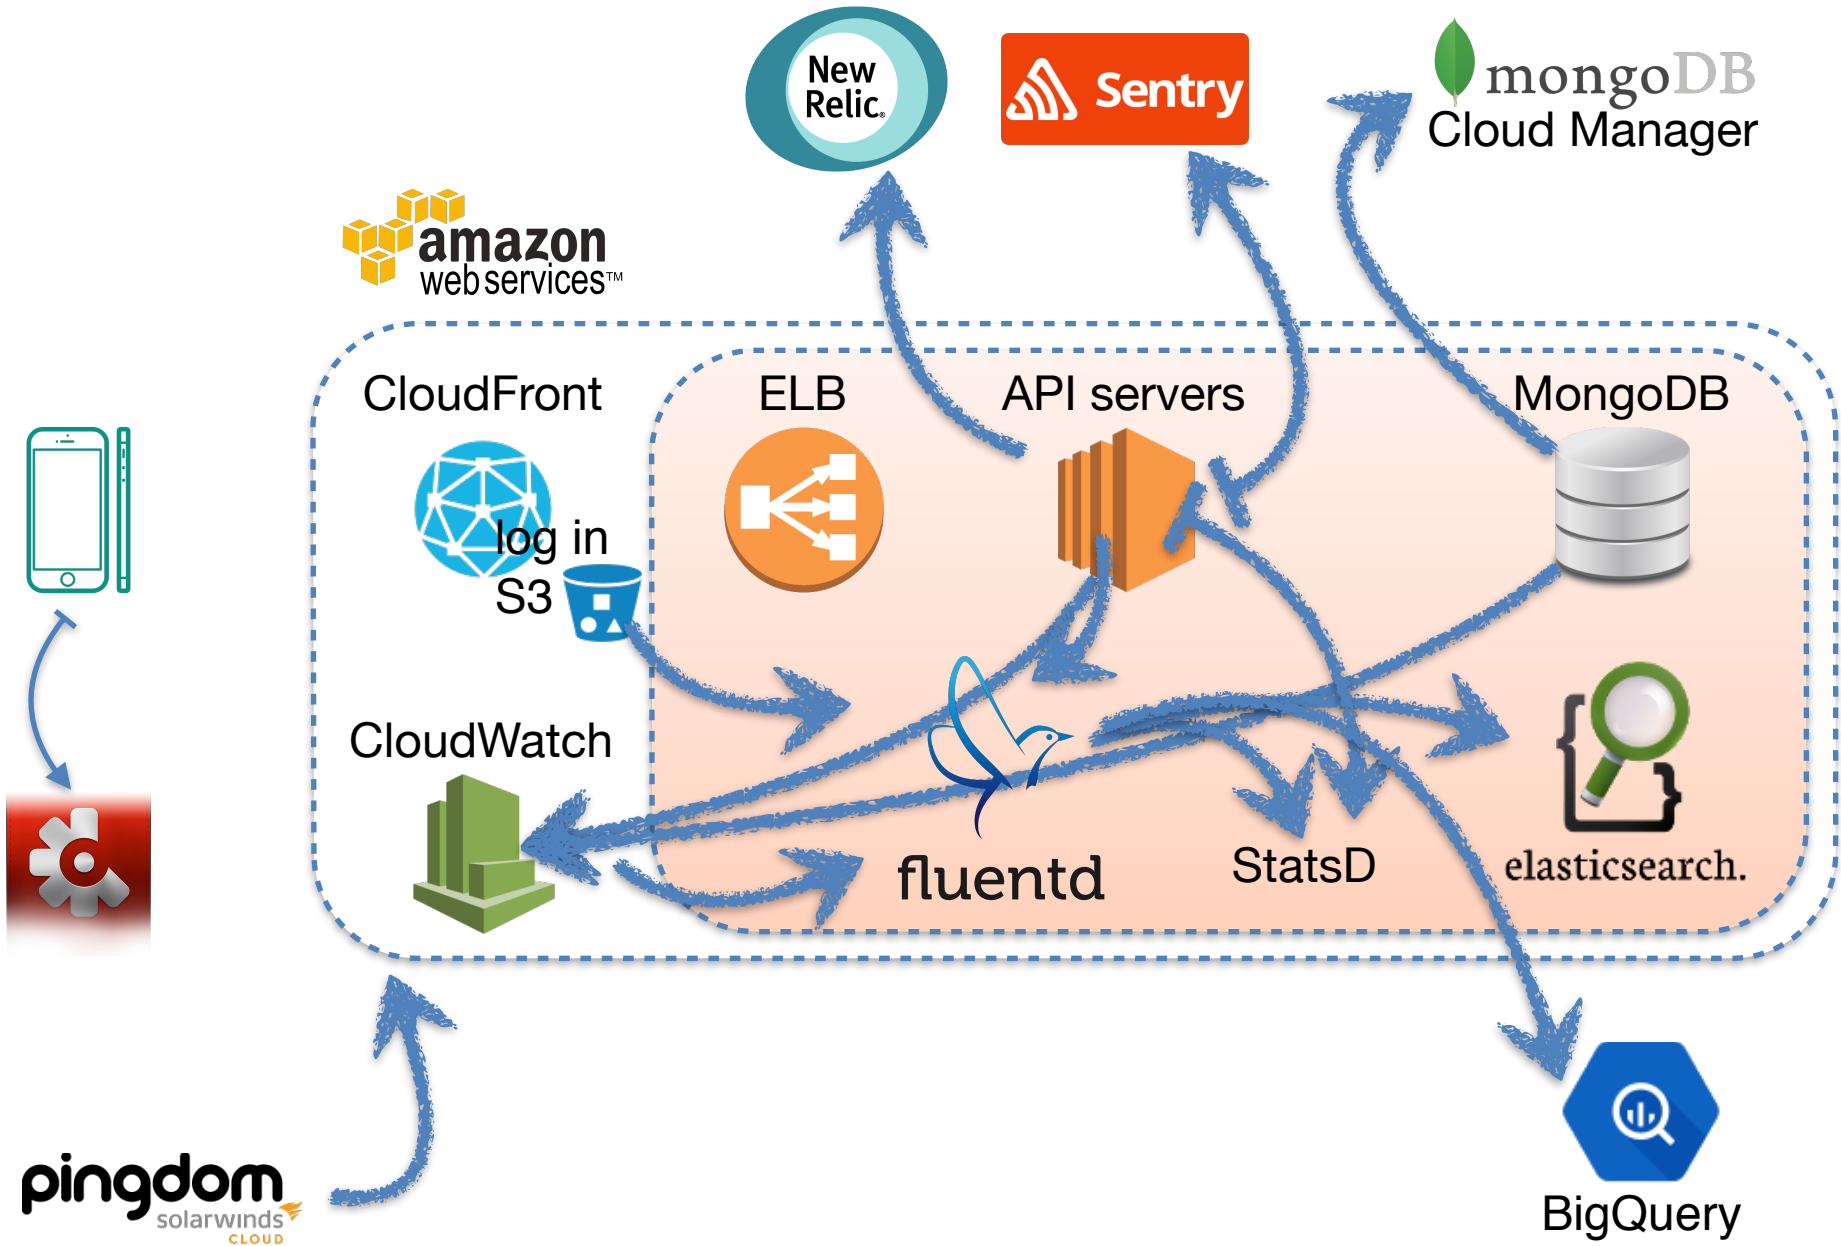 New
Relic®
Sentry
mongoDB
Cloud Manager
amazon
web services™
CloudFront
ELB
API servers
MongoDB
log in
S3
CloudWatch
fluentd
StatsD
elasticsearch.
pingdom
solarwinds
CLOUD
BigQuery